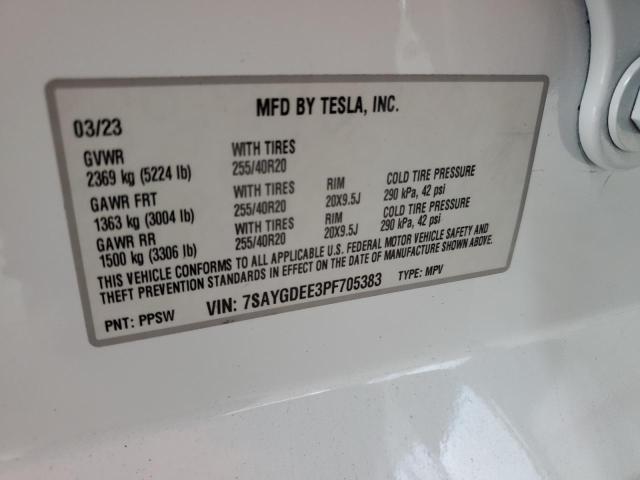 MFD BY TESLA, INC.
03/23
GVWR WITH TIRES
2369 kg (5224 lb) 255/40R20
GAWR FRT WITH TIRES RIM COLD TIRE PRESSURE
1363 kg (3004 lb) 255/40R20 20X9.5J 290 kPa, 42 psi
GAWR RR WITH TIRES RIM COLD TIRE PRESSURE
1500 kg (3306 lb) 255/40R20 20X9.5J 290 kPa, 42 psi
THIS VEHICLE CONFORMS TO ALL APPLICABLE U.S. FEDERAL MOTOR VEHICLE SAFETY AND
THEFT PREVENTION STANDARDS IN EFFECT ON THE DATE OF MANUFACTURE SHOWN ABOVE.
PNT: PPSW VIN: 7SAYGDEE3PF705383 TYPE: MPV